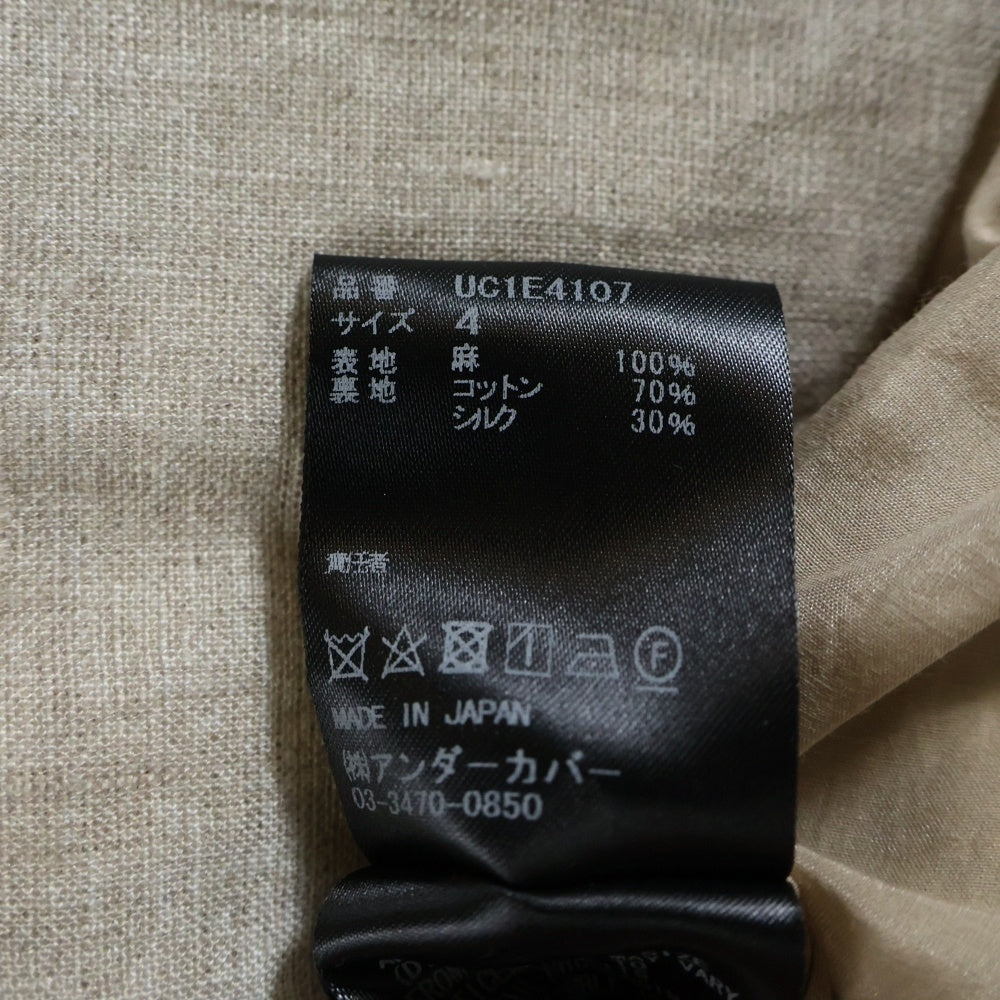 品番 UC1E4107
サイズ 4
表地 麻 100%
裏地 コットン 70%
シルク 30%
責任者
F
MADE IN JAPAN
㈱アンダーカバー
03-3470-0850